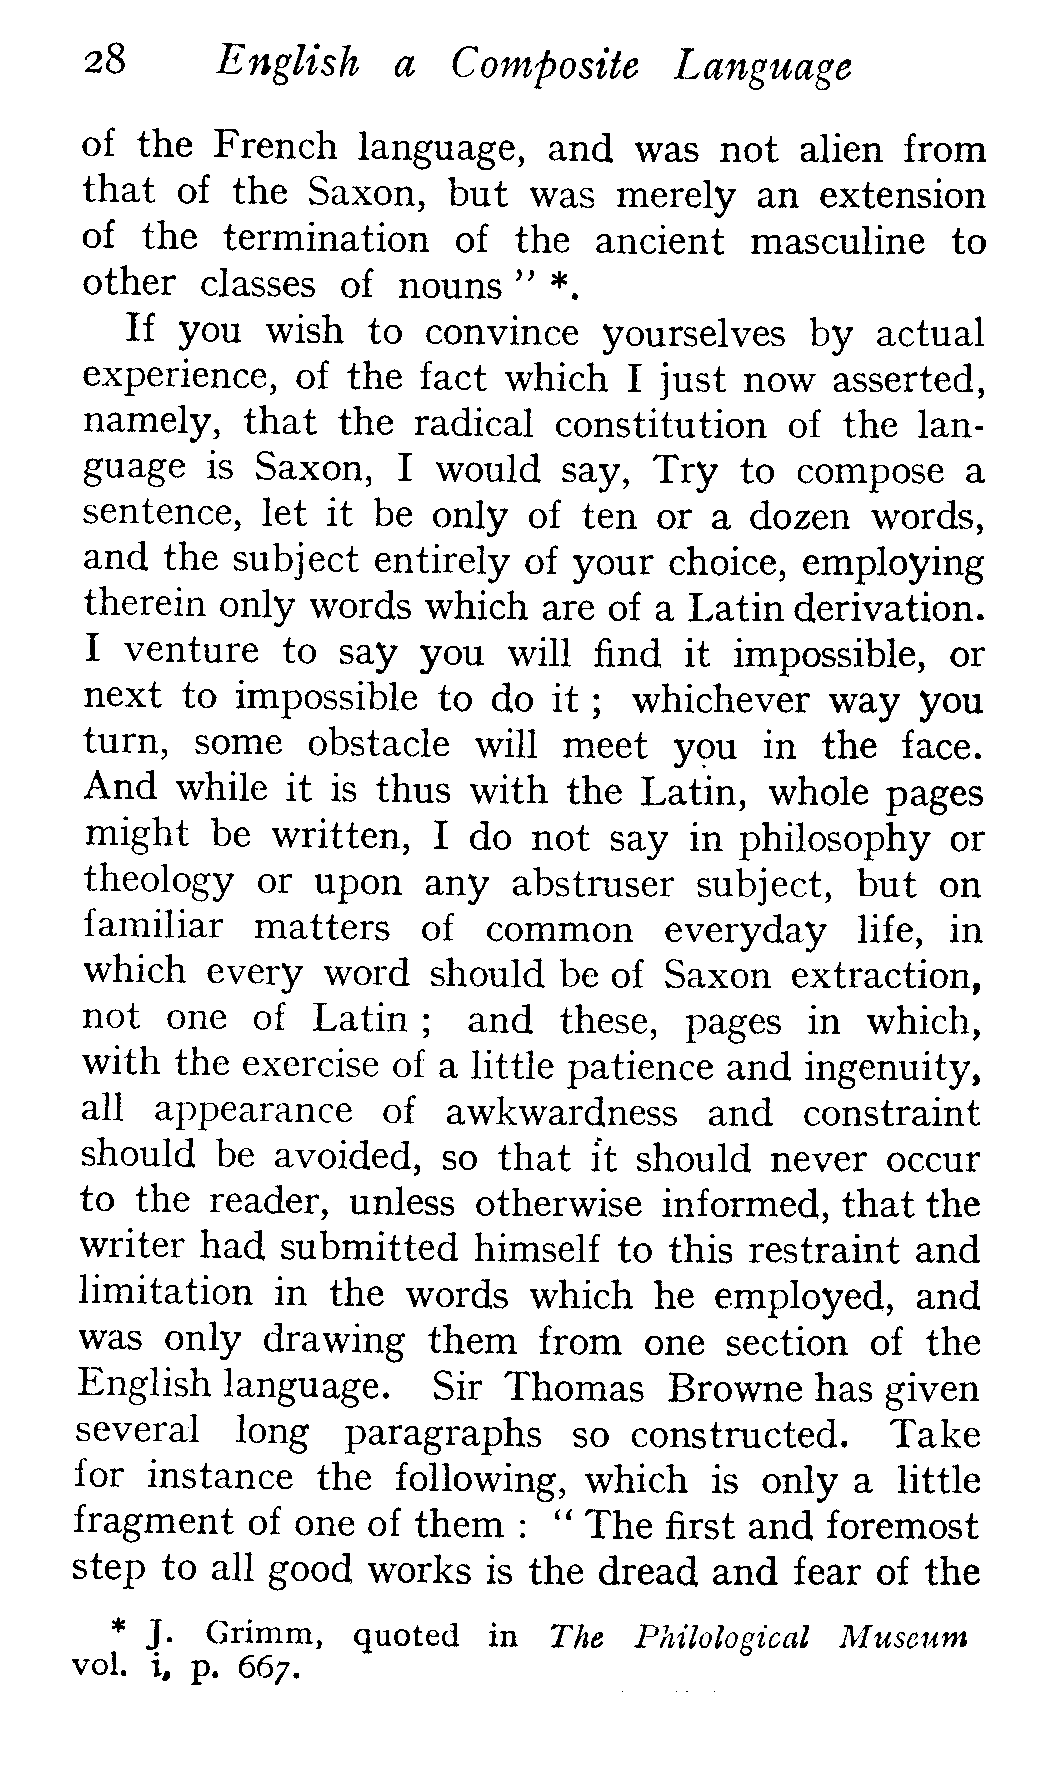 28 English a Composite Language
of the French language, and was not alien from
that of the Saxon, but was merely an extension
of the termination of the ancient masculine to
other classes of nouns " *.
If you wish to convince yourselves by actual
experience, of the fact which I just now asserted,
namely, that the radical constitution of the lan-
guage is Saxon, I would say, Try to compose a
sentence, let it be only of ten or a dozen words,
and the subject entirely of your choice, employing
therein only words which are of a Latin derivation.
I venture to say you will find it impossible, or
next to impossible to do it ; whichever way you
turn, some obstacle will meet you in the face.
And while it is thus with the Latin, whole pages
might be written, I do not say in philosophy or
theology or upon any abstruser subject, but on
familiar matters of common everyday life, in
which every word should be of Saxon extraction,
not one of Latin ; and these, pages in which,
with the exercise of a little patience and ingenuity,
all appearance of awkwardness and constraint
should be avoided, so that it should never occur
to the reader, unless otherwise informed, that the
writer had submitted himself to this restraint and
limitation in the words which he employed, and
was only drawing them from one section of the
English language. Sir Thomas Browne has given
several long paragraphs so constructed. Take
for instance the following, which is only a little
fragment of one of them : " The first and foremost
step to all good works is the dread and fear of the
* J. Grimm, quoted in The Philological Museum
vol. i, p. 667.